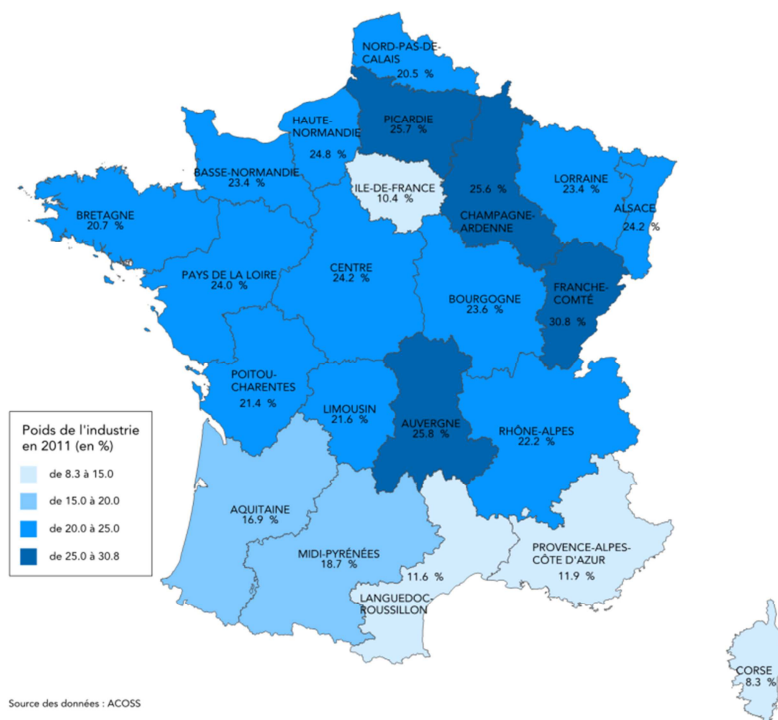 NORD-PAS-DE-
CALAIS
20.5 %
HAUTE-
NORMANDIE
24.8 %
PICARDIE
25.7 %
BASSE-NORMANDIE
23.4 %
ILE-DE-FRANCE
10.4 %
25.6 %
CHAMPAGNE-
ARDENNE
LORRAINE
23.4 %
ALSACE
24.2 %
BRETAGNE
20.7 %
PAYS DE LA LOIRE
24.0 %
CENTRE
24.2 %
BOURGOGNE
23.6 %
FRANCHE-
COMTÉ
30.8 %
POITOU-
CHARENTES
21.4 %
LIMOUSIN
21.6 %
AUVERGNE
25.8 %
RHÔNE-ALPES
22.2 %
Poids de l'industrie
en 2011 (en %)
de 8.3 à 15.0
de 15.0 à 20.0
de 20.0 à 25.0
de 25.0 à 30.8
AQUITAINE
16.9 %
MIDI-PYRÉNÉES
18.7 %
11.6 %
LANGUEDOC-
ROUSSILLON
PROVENCE-ALPES-
CÔTE D'AZUR
11.9 %
CORSE
8.3 %
Source des données : ACOSS